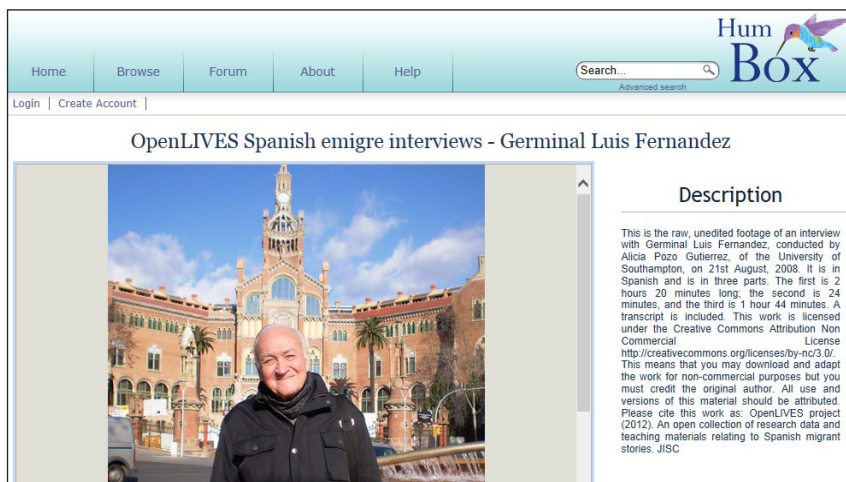 Hum
Box
Home Browse Forum About Help
Search...
Advanced search
Login | Create Account |
OpenLIVES Spanish emigre interviews - Germinal Luis Fernandez
Description
This is the raw, unedited footage of an interview
with Germinal Luis Fernandez, conducted by
Alicia Pozo Gutierrez, of the University of
Southampton, on 21st August, 2008. It is in
Spanish and is in three parts. The first is 2
hours 20 minutes long; the second is 24
minutes, and the third is 1 hour 44 minutes. A
transcript is included. This work is licensed
under the Creative Commons Attribution Non
Commercial License
http://creativecommons.org/licenses/by-nc/3.0/.
This means that you may download and adapt
the work for non-commercial purposes but you
must credit the original author. All use and
versions of this material should be attributed.
Please cite this work as: OpenLIVES project
(2012). An open collection of research data and
teaching materials relating to Spanish migrant
stories. JISC